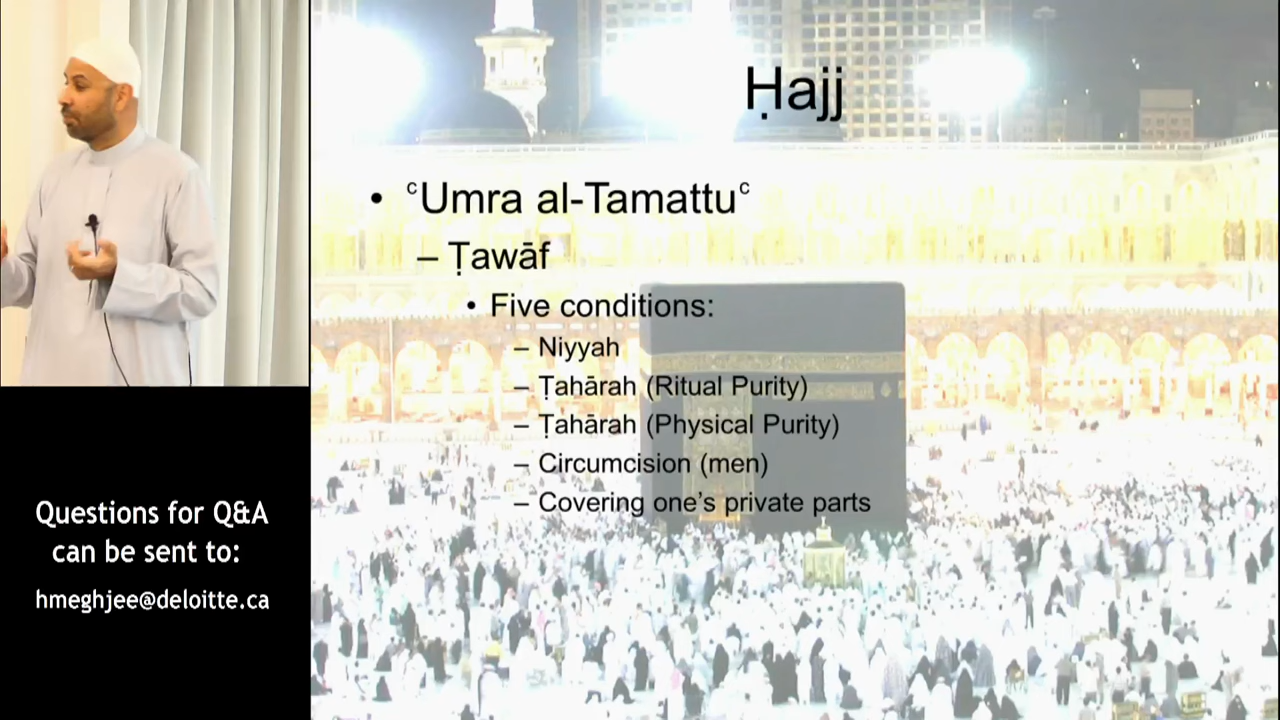 Ḥajj
• ᶜUmra al-Tamattuᶜ
– Ṭawāf
• Five conditions:
– Niyyah
– Ṭahārah (Ritual Purity)
– Ṭahārah (Physical Purity)
– Circumcision (men)
– Covering one’s private parts
Questions for Q&A
can be sent to:
hmeghjee@deloitte.ca